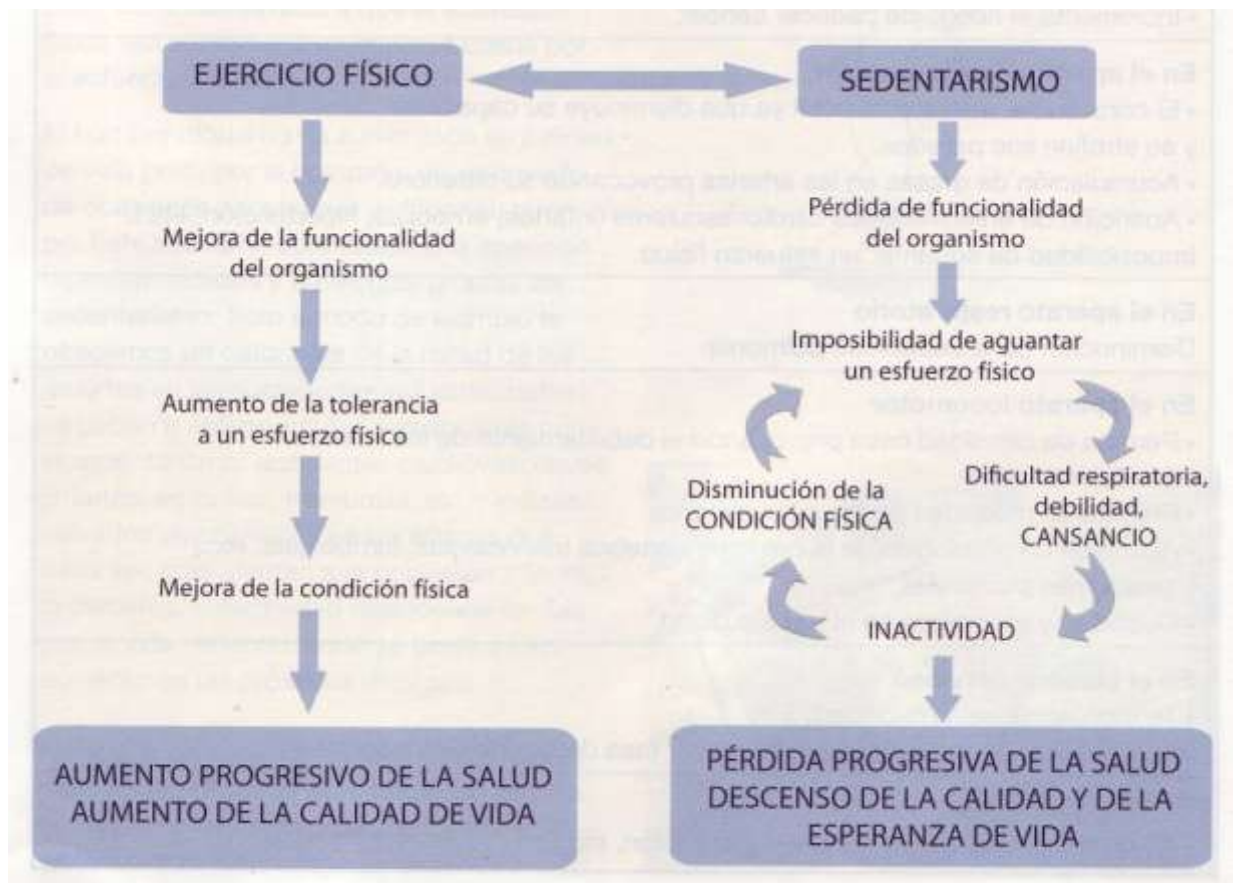 EJERCICIO FÍSICO
SEDENTARISMO
Mejora de la funcionalidad
del organismo
Pérdida de funcionalidad
del organismo
Imposibilidad de aguantar
un esfuerzo físico
Aumento de la tolerancia
a un esfuerzo físico
Disminución de la
CONDICIÓN FÍSICA
Dificultad respiratoria,
debilidad,
CANSANCIO
Mejora de la condición física
INACTIVIDAD
AUMENTO PROGRESIVO DE LA SALUD
AUMENTO DE LA CALIDAD DE VIDA
PÉRDIDA PROGRESIVA DE LA SALUD
DESCENSO DE LA CALIDAD Y DE LA
ESPERANZA DE VIDA